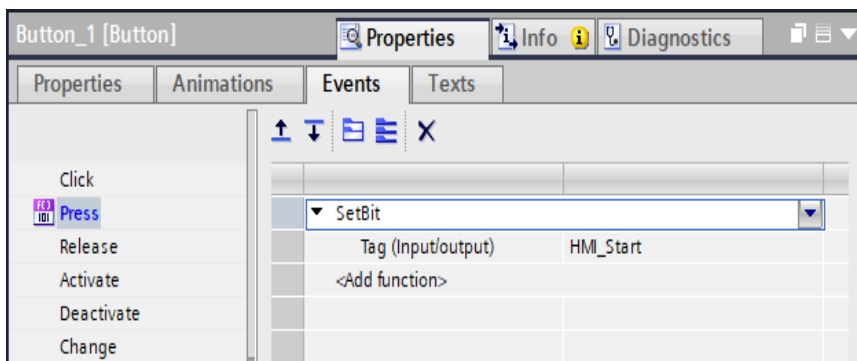 Button_1 [Button] Properties Info Diagnostics
Properties Animations Events Texts
Click
Press SetBit
Release Tag (Input/output) HMI_Start
Activate <Add function>
Deactivate
Change